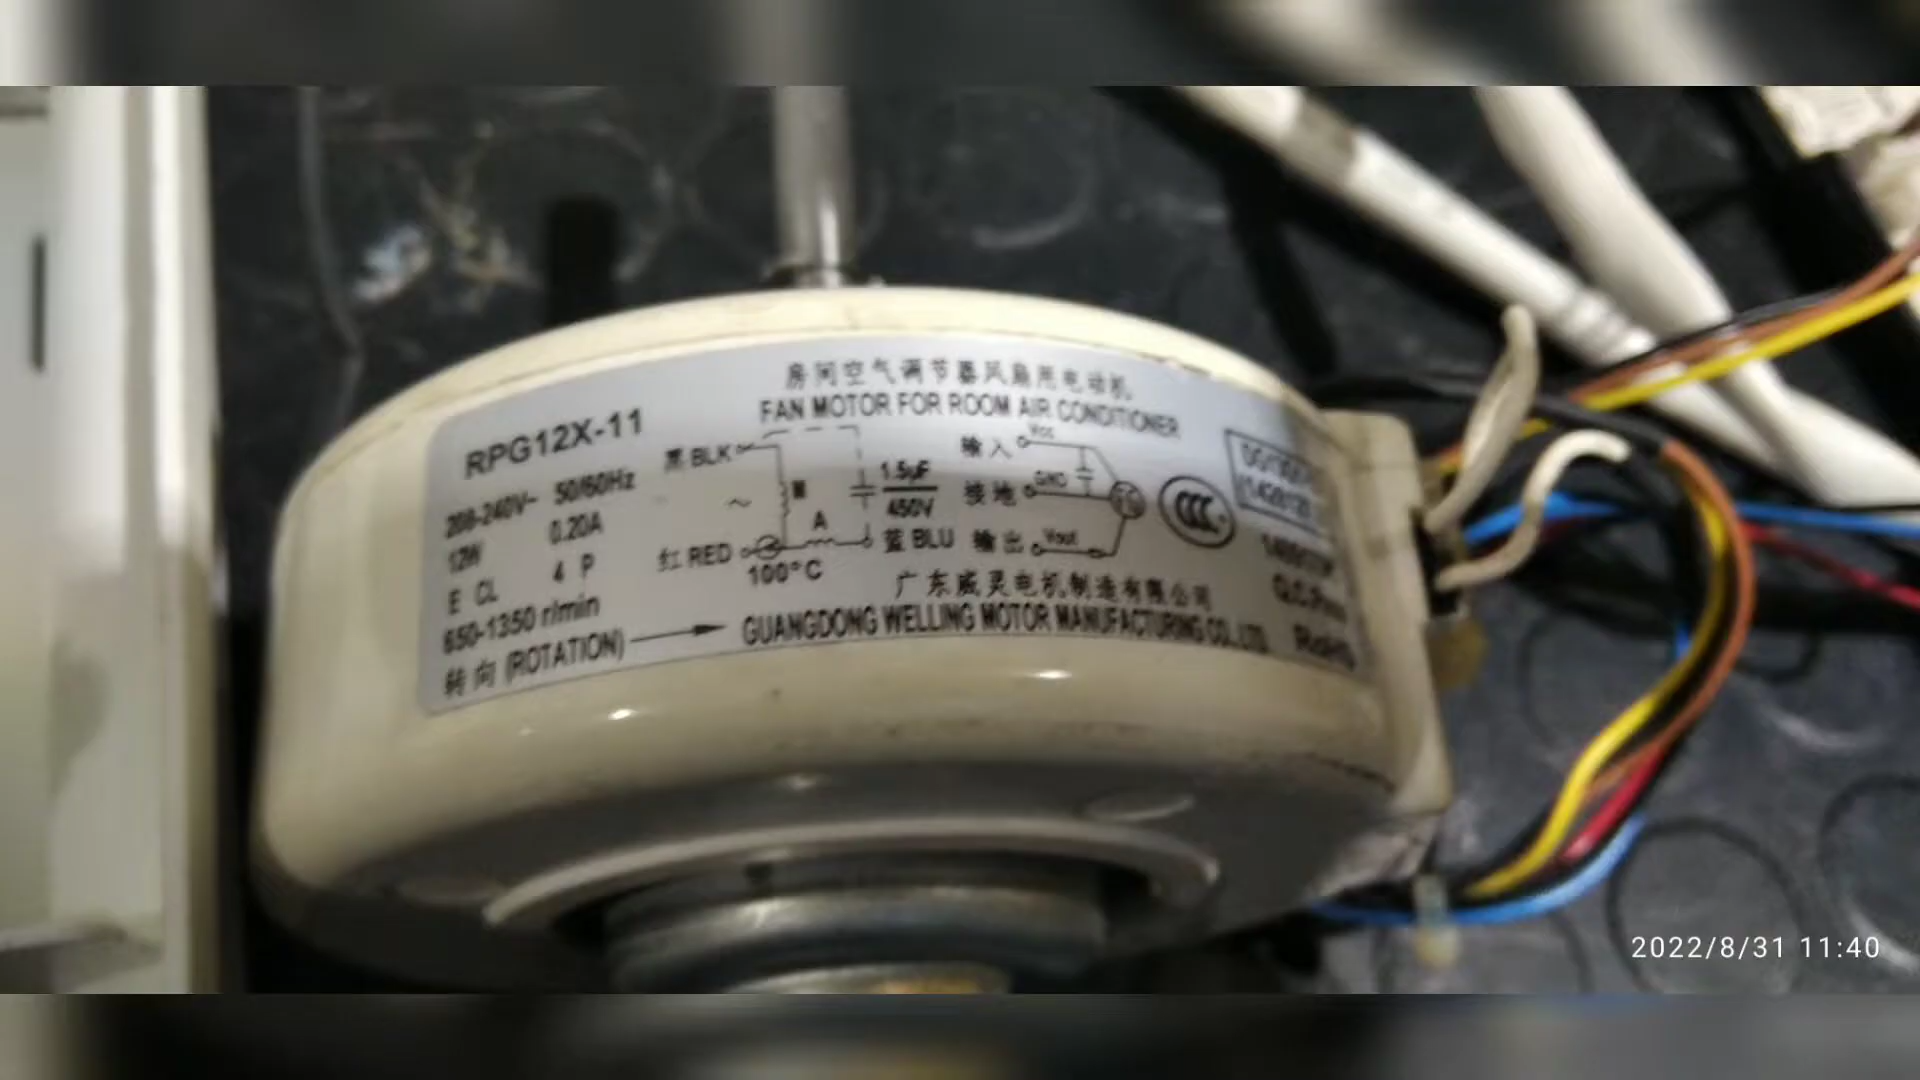 房间空气调节器风扇用电动机
FAN MOTOR FOR ROOM AIR CONDITIONER
RPG12X-11
208-240V~ 50/60Hz
12W 0.20A
E CL 4 P
650-1350 r/min
转向 (ROTATION)
黑 BLK
M
~
A
红 RED
100°C
1.5μF
450V
蓝 BLU
输入 Vcc
接地 GND
输出 Vout
CCC
广东威灵电机制造有限公司
GUANGDONG WELLING MOTOR MANUFACTURING CO.,LTD.
RoHS
2022/8/31 11:40